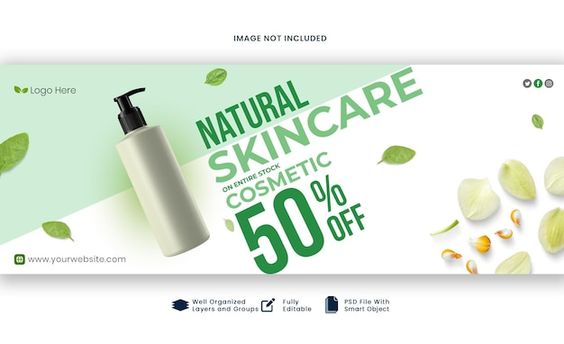 IMAGE NOT INCLUDED
Logo Here
NATURAL
SKINCARE
ON ENTIRE STOCK
COSMETIC
50%
OFF
www.yourwebsite.com
Well Organized
Layers and Groups
Fully
Editable
PSD File With
Smart Object